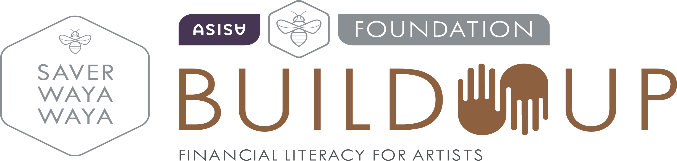 SAVER
WAYA
WAYA
ASISA
FOUNDATION
BUILD UP
FINANCIAL LITERACY FOR ARTISTS